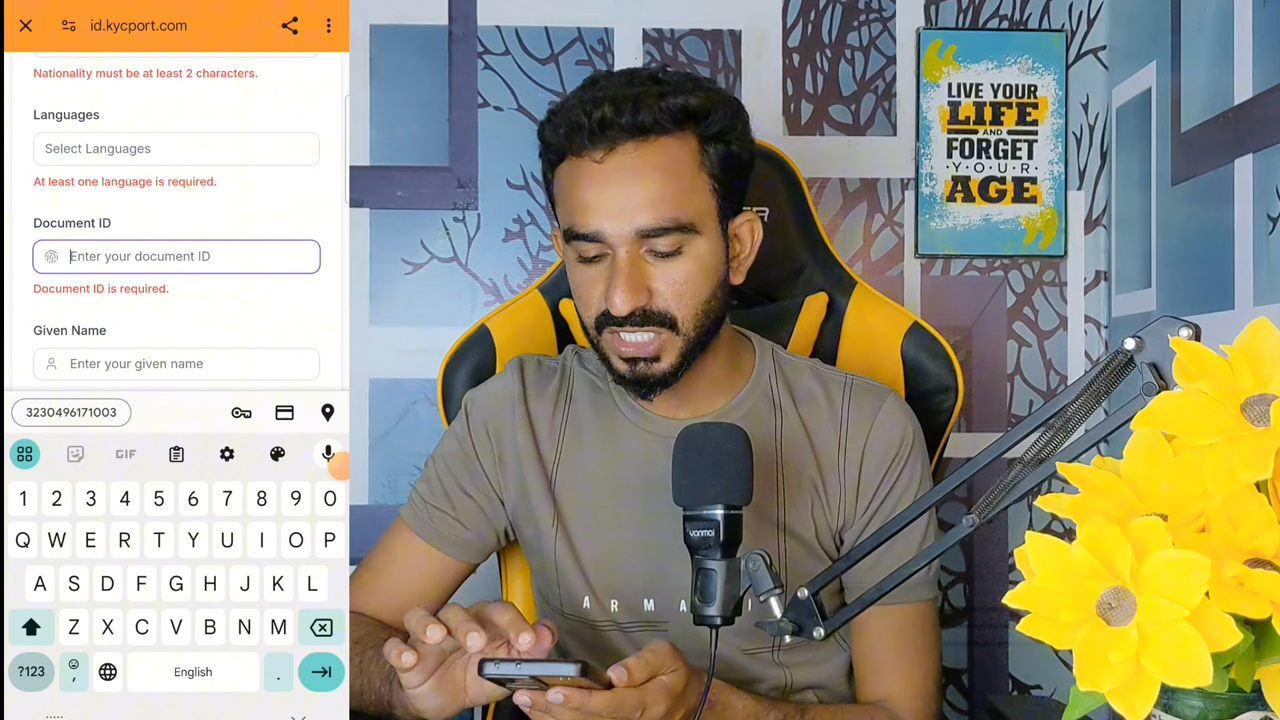 id.kycport.com
Nationality must be at least 2 characters.
Languages
Select Languages
At least one language is required.
Document ID
Enter your document ID
Document ID is required.
Given Name
Enter your given name
3230496171003
GIF
1 2 3 4 5 6 7 8 9 0
Q W E R T Y U I O P
A S D F G H J K L
Z X C V B N M
?123
,
English
.
LIVE YOUR
LIFE
AND
FORGET
YOUR
AGE
vanmai
A R M A